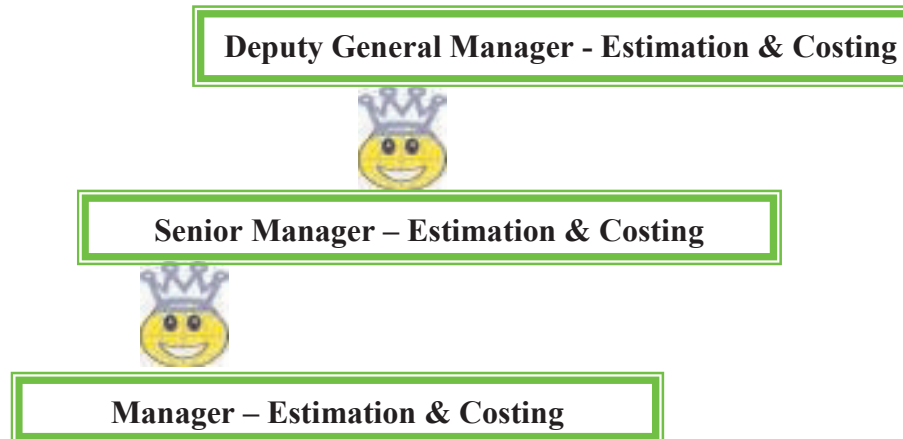 Deputy General Manager - Estimation & Costing
Senior Manager – Estimation & Costing
Manager – Estimation & Costing